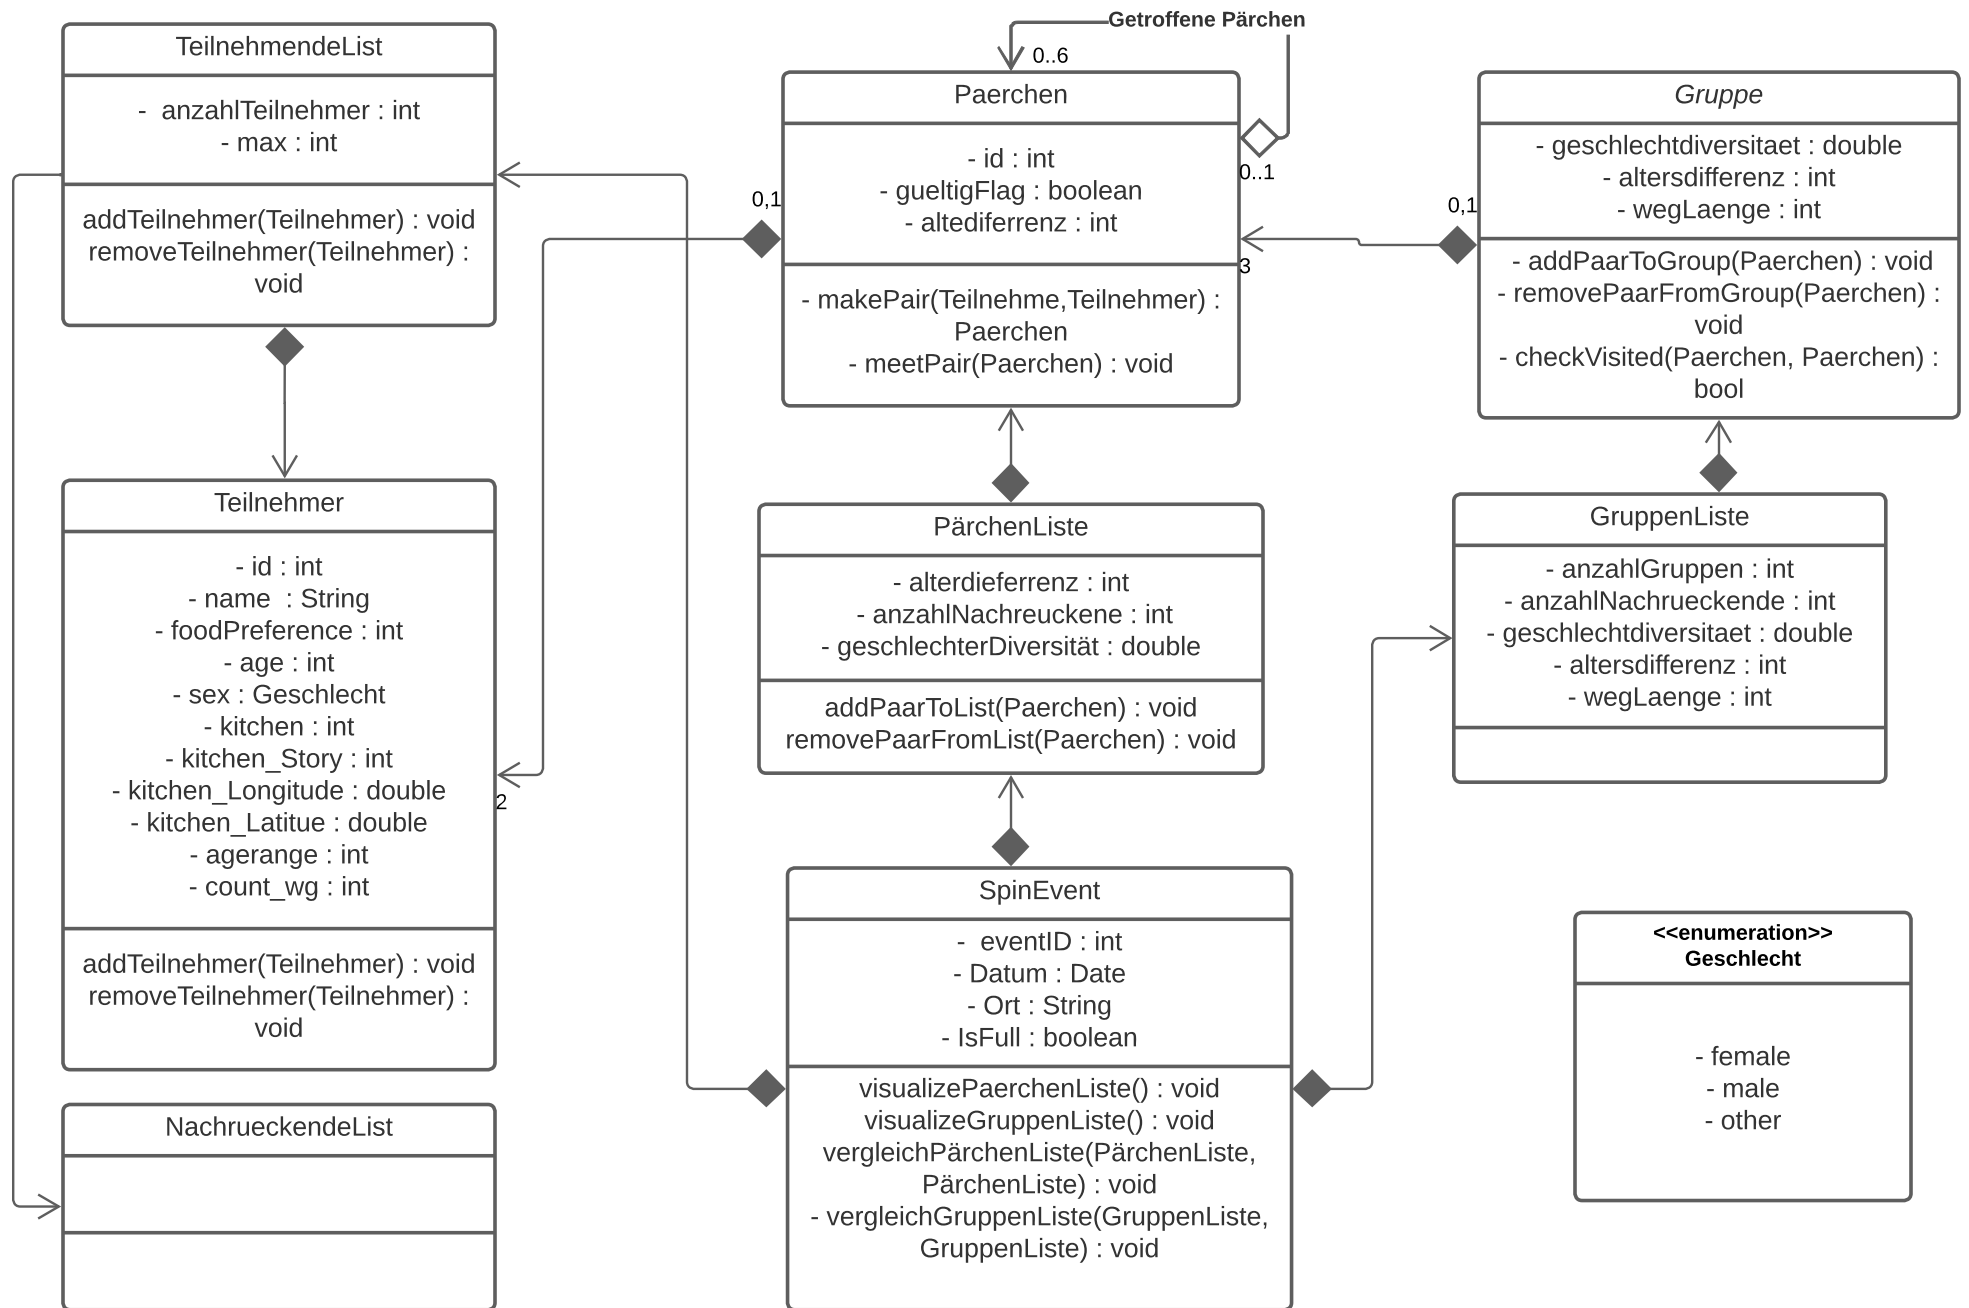 Getroffene Pärchen
0..6
TeilnehmendeList
-  anzahlTeilnehmer : int
- max : int
addTeilnehmer(Teilnehmer) : void
removeTeilnehmer(Teilnehmer) :
void
Paerchen
- id : int
- gueltigFlag : boolean
- altediferrenz : int
- makePair(Teilnehme,Teilnehmer) :
Paerchen
- meetPair(Paerchen) : void
0,1
0..1
3
0,1
Gruppe
- geschlechtdiversitaet : double
- altersdifferenz : int
- wegLaenge : int
- addPaarToGroup(Paerchen) : void
- removePaarFromGroup(Paerchen) :
void
- checkVisited(Paerchen, Paerchen) :
bool
Teilnehmer
- id : int
- name  : String
- foodPreference : int
- age : int
- sex : Geschlecht
- kitchen : int
- kitchen_Story : int
- kitchen_Longitude : double
- kitchen_Latitue : double
- agerange : int
- count_wg : int
addTeilnehmer(Teilnehmer) : void
removeTeilnehmer(Teilnehmer) :
void
2
PärchenListe
- alterdieferrenz : int
- anzahlNachreuckene : int
- geschlechterDiversität : double
addPaarToList(Paerchen) : void
removePaarFromList(Paerchen) : void
GruppenListe
- anzahlGruppen : int
- anzahlNachrueckende : int
- geschlechtdiversitaet : double
- altersdifferenz : int
- wegLaenge : int
NachrueckendeList
SpinEvent
-  eventID : int
- Datum : Date
- Ort : String
- IsFull : boolean
visualizePaerchenListe() : void
visualizeGruppenListe() : void
vergleichPärchenListe(PärchenListe,
PärchenListe) : void
- vergleichGruppenListe(GruppenListe,
GruppenListe) : void
<<enumeration>>
Geschlecht
- female
- male
- other